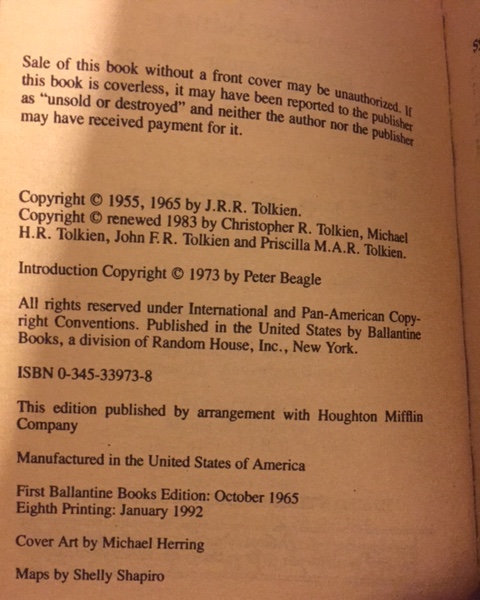 Sale of this book without a front cover may be unauthorized. If
this book is coverless, it may have been reported to the publisher
as “unsold or destroyed” and neither the author nor the publisher
may have received payment for it.
Copyright © 1955, 1965 by J.R.R. Tolkien.
Copyright © renewed 1983 by Christopher R. Tolkien, Michael
H.R. Tolkien, John F.R. Tolkien and Priscilla M.A.R. Tolkien.
Introduction Copyright © 1973 by Peter Beagle
All rights reserved under International and Pan-American Copy-
right Conventions. Published in the United States by Ballantine
Books, a division of Random House, Inc., New York.
ISBN 0-345-33973-8
This edition published by arrangement with Houghton Mifflin
Company
Manufactured in the United States of America
First Ballantine Books Edition: October 1965
Eighth Printing: January 1992
Cover Art by Michael Herring
Maps by Shelly Shapiro